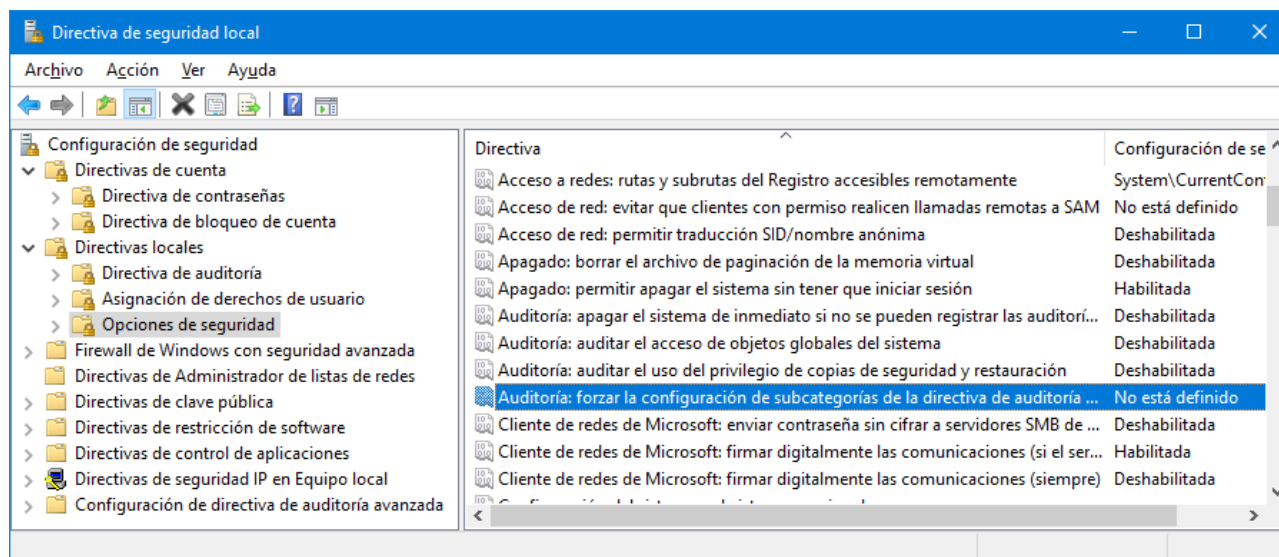 Directiva de seguridad local
Archivo Acción Ver Ayuda
Configuración de seguridad
Directivas de cuenta
Directiva de contraseñas
Directiva de bloqueo de cuenta
Directivas locales
Directiva de auditoría
Asignación de derechos de usuario
Opciones de seguridad
Firewall de Windows con seguridad avanzada
Directivas de Administrador de listas de redes
Directivas de clave pública
Directivas de restricción de software
Directivas de control de aplicaciones
Directivas de seguridad IP en Equipo local
Configuración de directiva de auditoría avanzada
Directiva Configuración de se
Acceso a redes: rutas y subrutas del Registro accesibles remotamente System\CurrentCon
Acceso de red: evitar que clientes con permiso realicen llamadas remotas a SAM No está definido
Acceso de red: permitir traducción SID/nombre anónima Deshabilitada
Apagado: borrar el archivo de paginación de la memoria virtual Deshabilitada
Apagado: permitir apagar el sistema sin tener que iniciar sesión Habilitada
Auditoría: apagar el sistema de inmediato si no se pueden registrar las auditorí... Deshabilitada
Auditoría: auditar el acceso de objetos globales del sistema Deshabilitada
Auditoría: auditar el uso del privilegio de copias de seguridad y restauración Deshabilitada
Auditoría: forzar la configuración de subcategorías de la directiva de auditoría ... No está definido
Cliente de redes de Microsoft: enviar contraseña sin cifrar a servidores SMB de ... Deshabilitada
Cliente de redes de Microsoft: firmar digitalmente las comunicaciones (si el ser... Habilitada
Cliente de redes de Microsoft: firmar digitalmente las comunicaciones (siempre) Deshabilitada